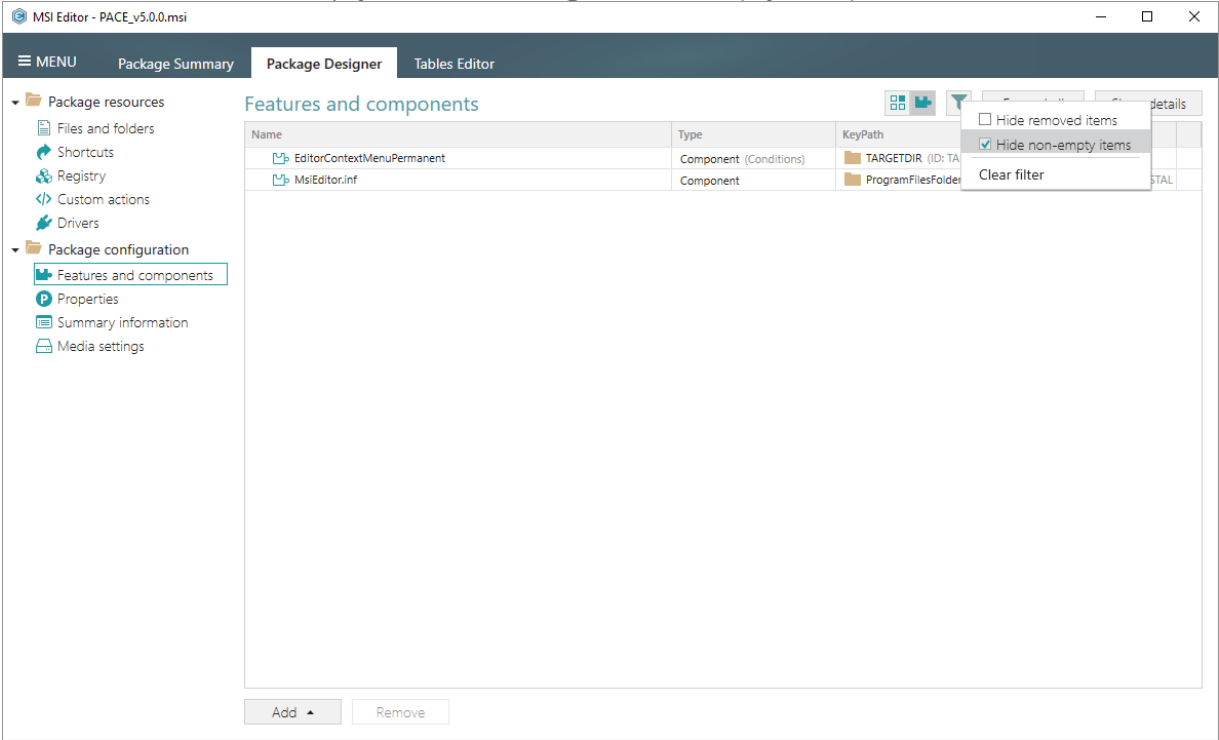 MSI Editor - PACE_v5.0.0.msi
MENU Package Summary Package Designer Tables Editor
Package resources
Files and folders
Shortcuts
Registry
Custom actions
Drivers
Package configuration
Features and components
Properties
Summary information
Media settings
Features and components
details
Hide removed items
Hide non-empty items
Clear filter
Name Type KeyPath
EditorContextMenuPermanent Component (Conditions) TARGETDIR (ID: TA
MsiEditor.inf Component ProgramFilesFolder STAL
Add Remove